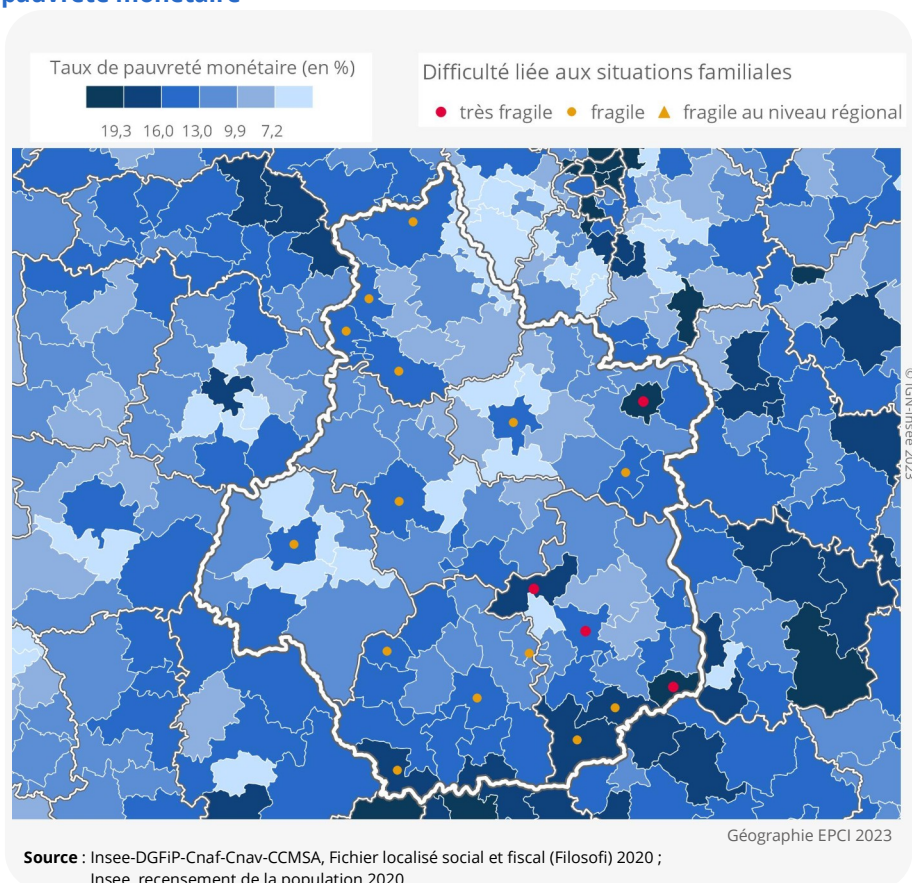 pauvreté monétaire
Taux de pauvreté monétaire (en %)
19,3 16,0 13,0 9,9 7,2
Difficulté liée aux situations familiales
très fragile fragile fragile au niveau régional
© IGN-Insee 2023
Géographie EPCI 2023
Source : Insee-DGFiP-Cnaf-Cnav-CCMSA, Fichier localisé social et fiscal (Filosofi) 2020 ;
Insee, recensement de la population 2020